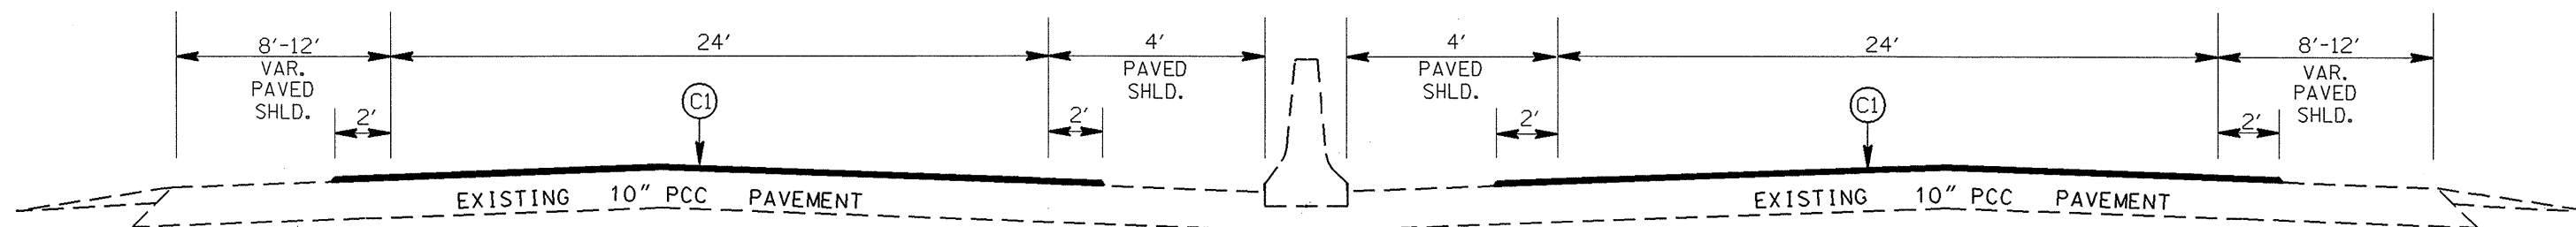 8'-12'
VAR.
PAVED
SHLD.
24'
4'
PAVED
SHLD.
4'
PAVED
SHLD.
24'
8'-12'
VAR.
PAVED
SHLD.
2'
C1
2'
2'
C1
2'
EXISTING 10" PCC PAVEMENT
EXISTING 10" PCC PAVEMENT